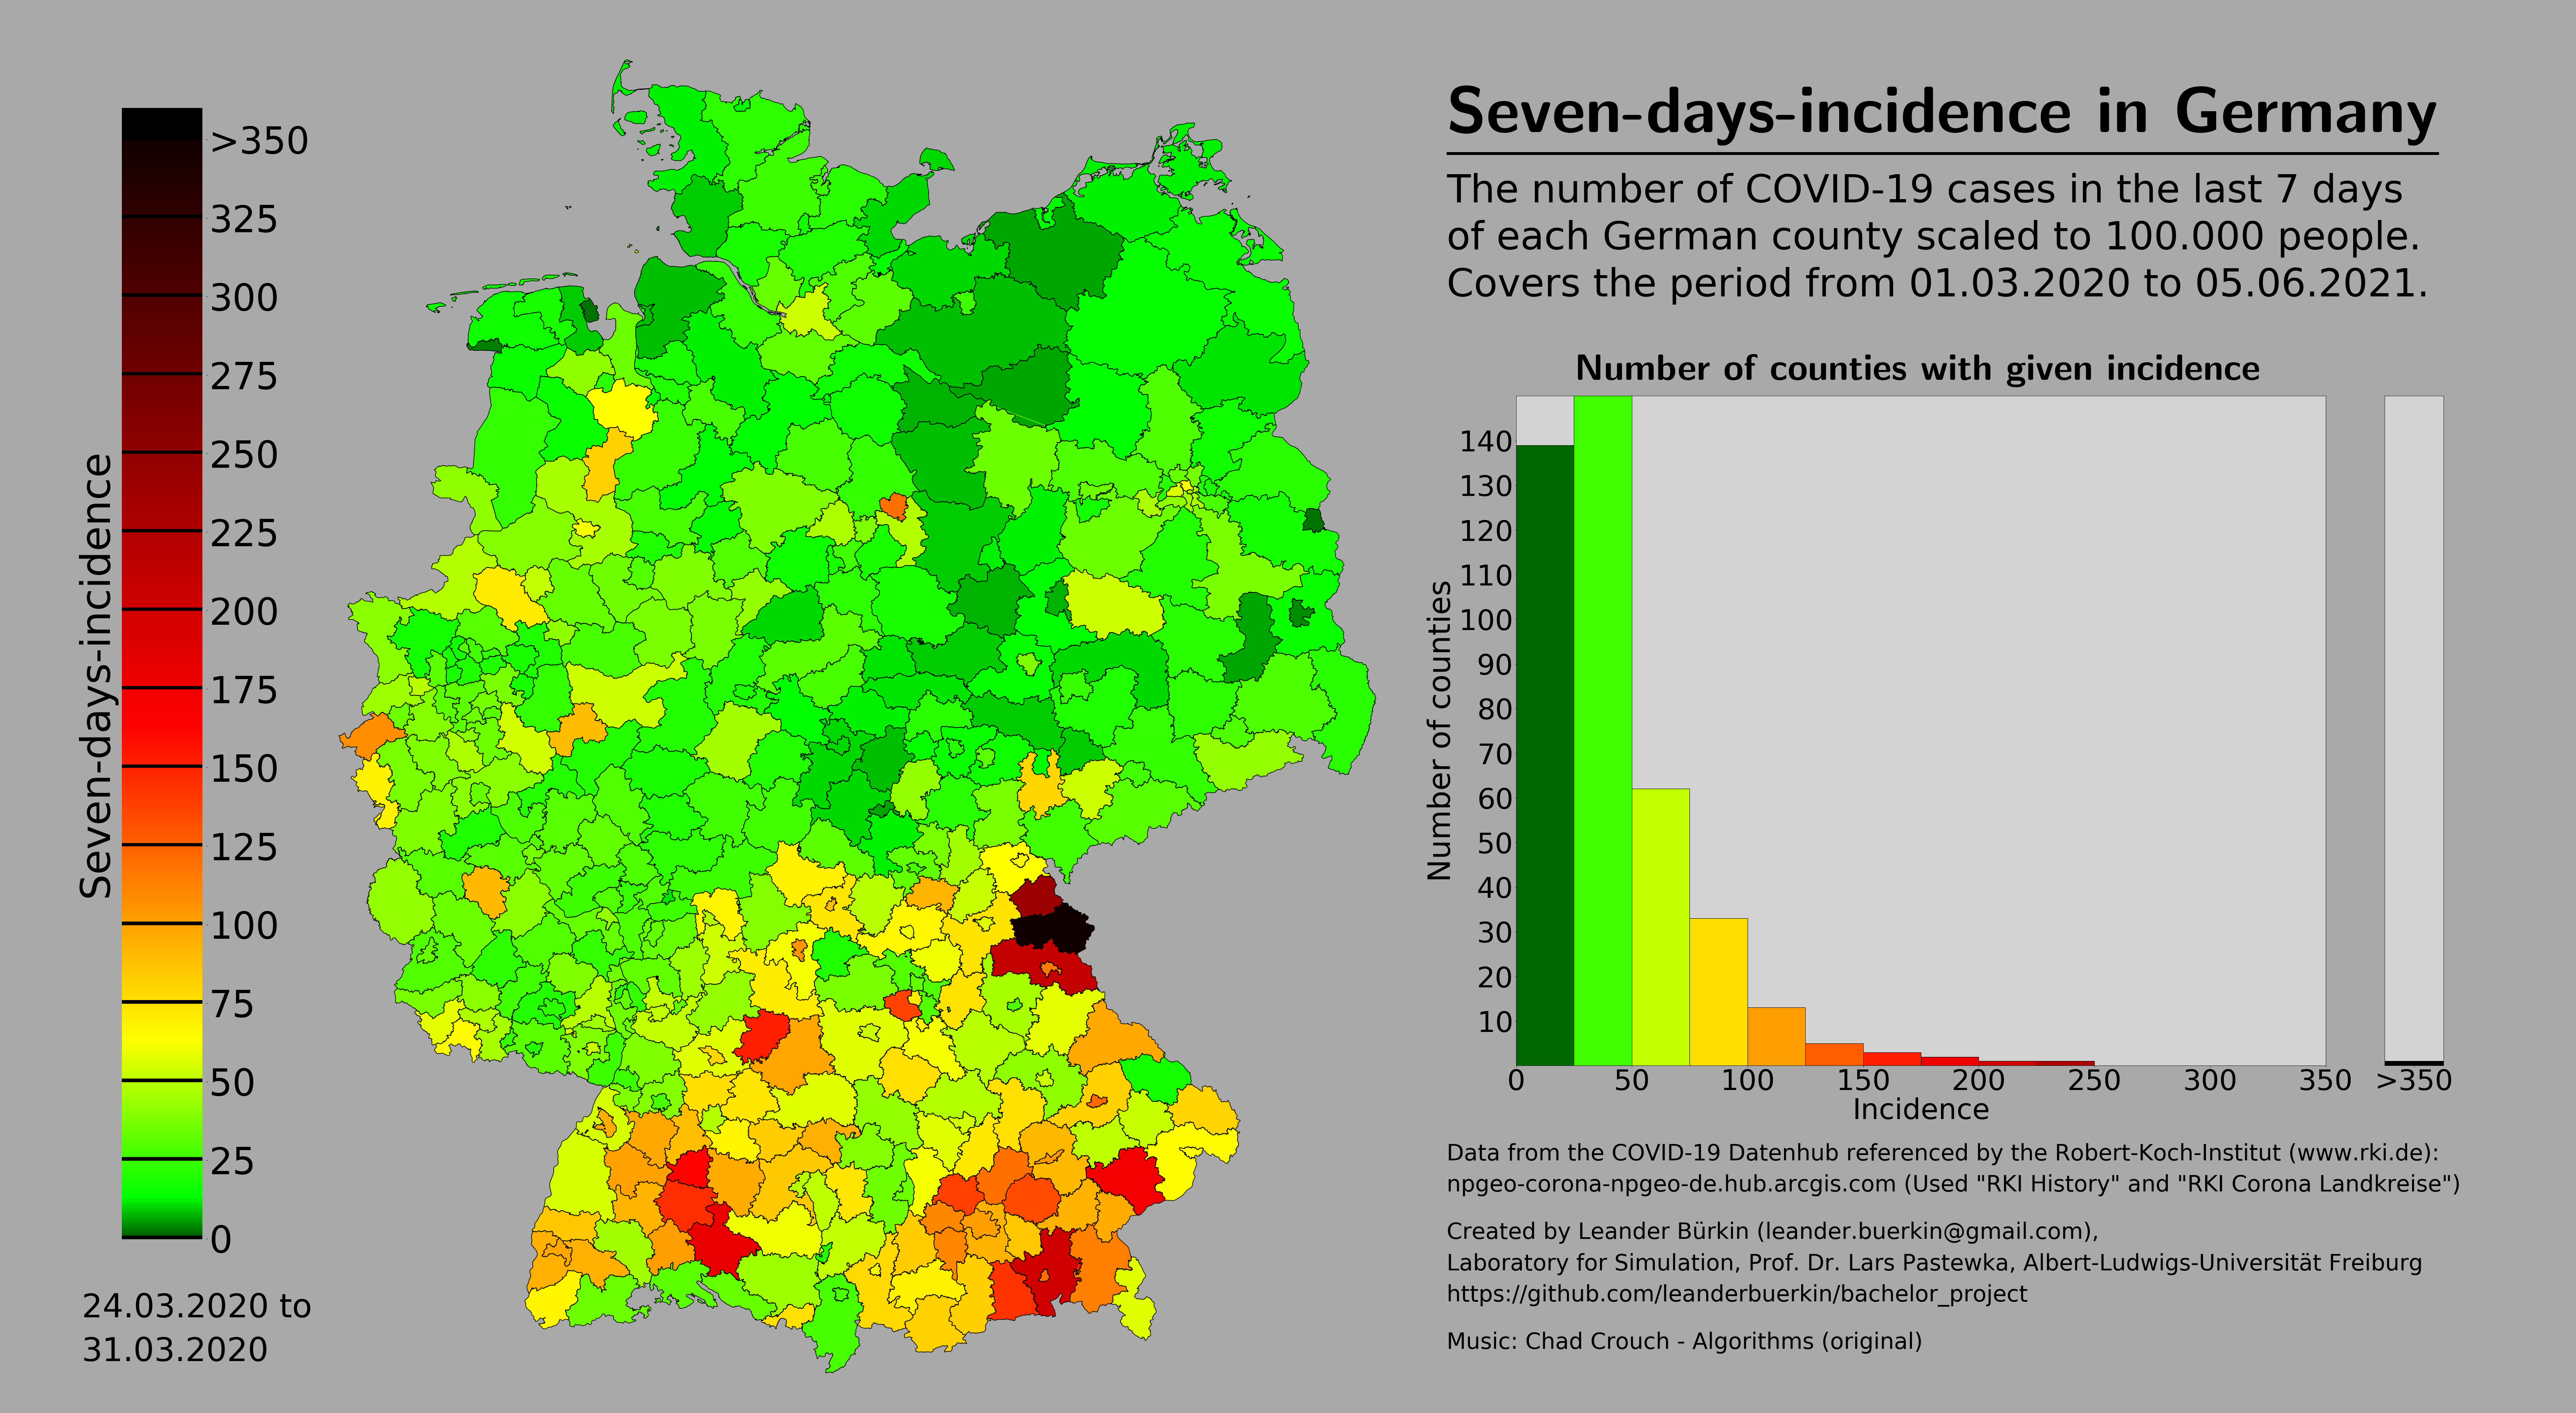 Seven-days-incidence in Germany
The number of COVID-19 cases in the last 7 days
of each German county scaled to 100.000 people.
Covers the period from 01.03.2020 to 05.06.2021.
Seven-days-incidence
>350
325
300
275
250
225
200
175
150
125
100
75
50
25
0
24.03.2020 to
31.03.2020
Number of counties with given incidence
Number of counties
140
130
120
110
100
90
80
70
60
50
40
30
20
10
0 50 100 150 200 250 300 350 >350
Incidence
Data from the COVID-19 Datenhub referenced by the Robert-Koch-Institut (www.rki.de):
npgeo-corona-npgeo-de.hub.arcgis.com (Used "RKI History" and "RKI Corona Landkreise")
Created by Leander Bürkin (leander.buerkin@gmail.com),
Laboratory for Simulation, Prof. Dr. Lars Pastewka, Albert-Ludwigs-Universität Freiburg
https://github.com/leanderbuerkin/bachelor_project
Music: Chad Crouch - Algorithms (original)